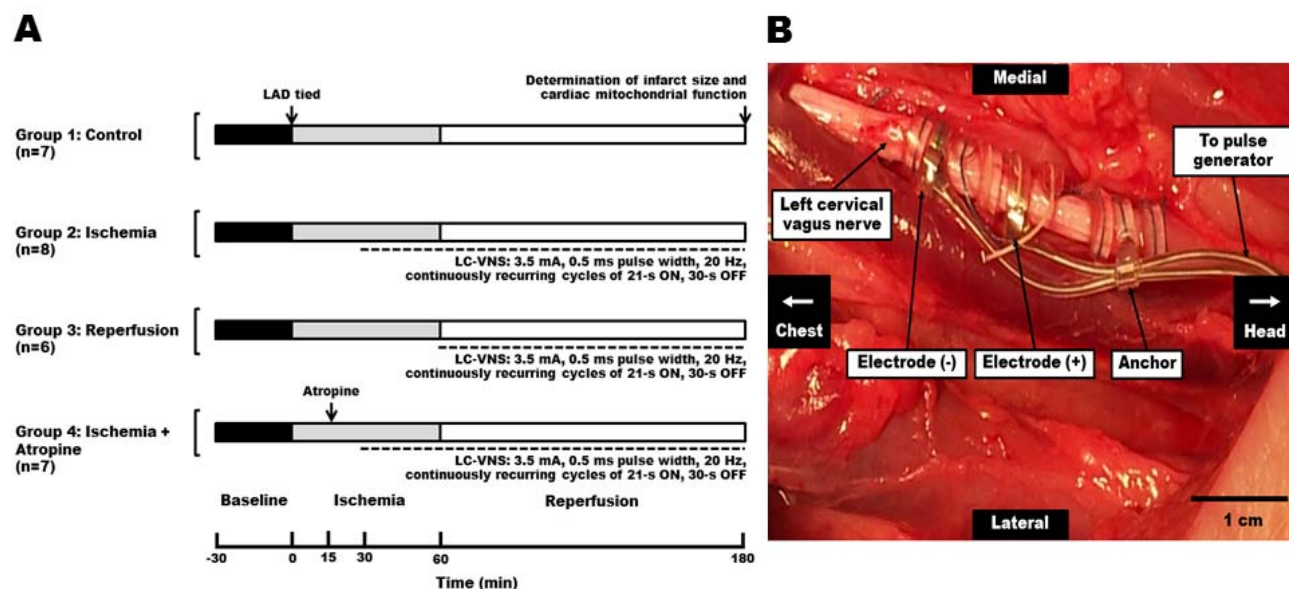 A
LAD tied
Determination of infarct size and
cardiac mitochondrial function
Group 1: Control
(n=7)
Group 2: Ischemia
(n=8)
LC-VNS: 3.5 mA, 0.5 ms pulse width, 20 Hz,
continuously recurring cycles of 21-s ON, 30-s OFF
Group 3: Reperfusion
(n=6)
LC-VNS: 3.5 mA, 0.5 ms pulse width, 20 Hz,
continuously recurring cycles of 21-s ON, 30-s OFF
Atropine
Group 4: Ischemia +
Atropine
(n=7)
LC-VNS: 3.5 mA, 0.5 ms pulse width, 20 Hz,
continuously recurring cycles of 21-s ON, 30-s OFF
Baseline Ischemia Reperfusion
-30 0 15 30 60 180
Time (min)
B
Medial
To pulse
generator
Left cervical
vagus nerve
Chest
Head
Electrode (-) Electrode (+) Anchor
Lateral
1 cm